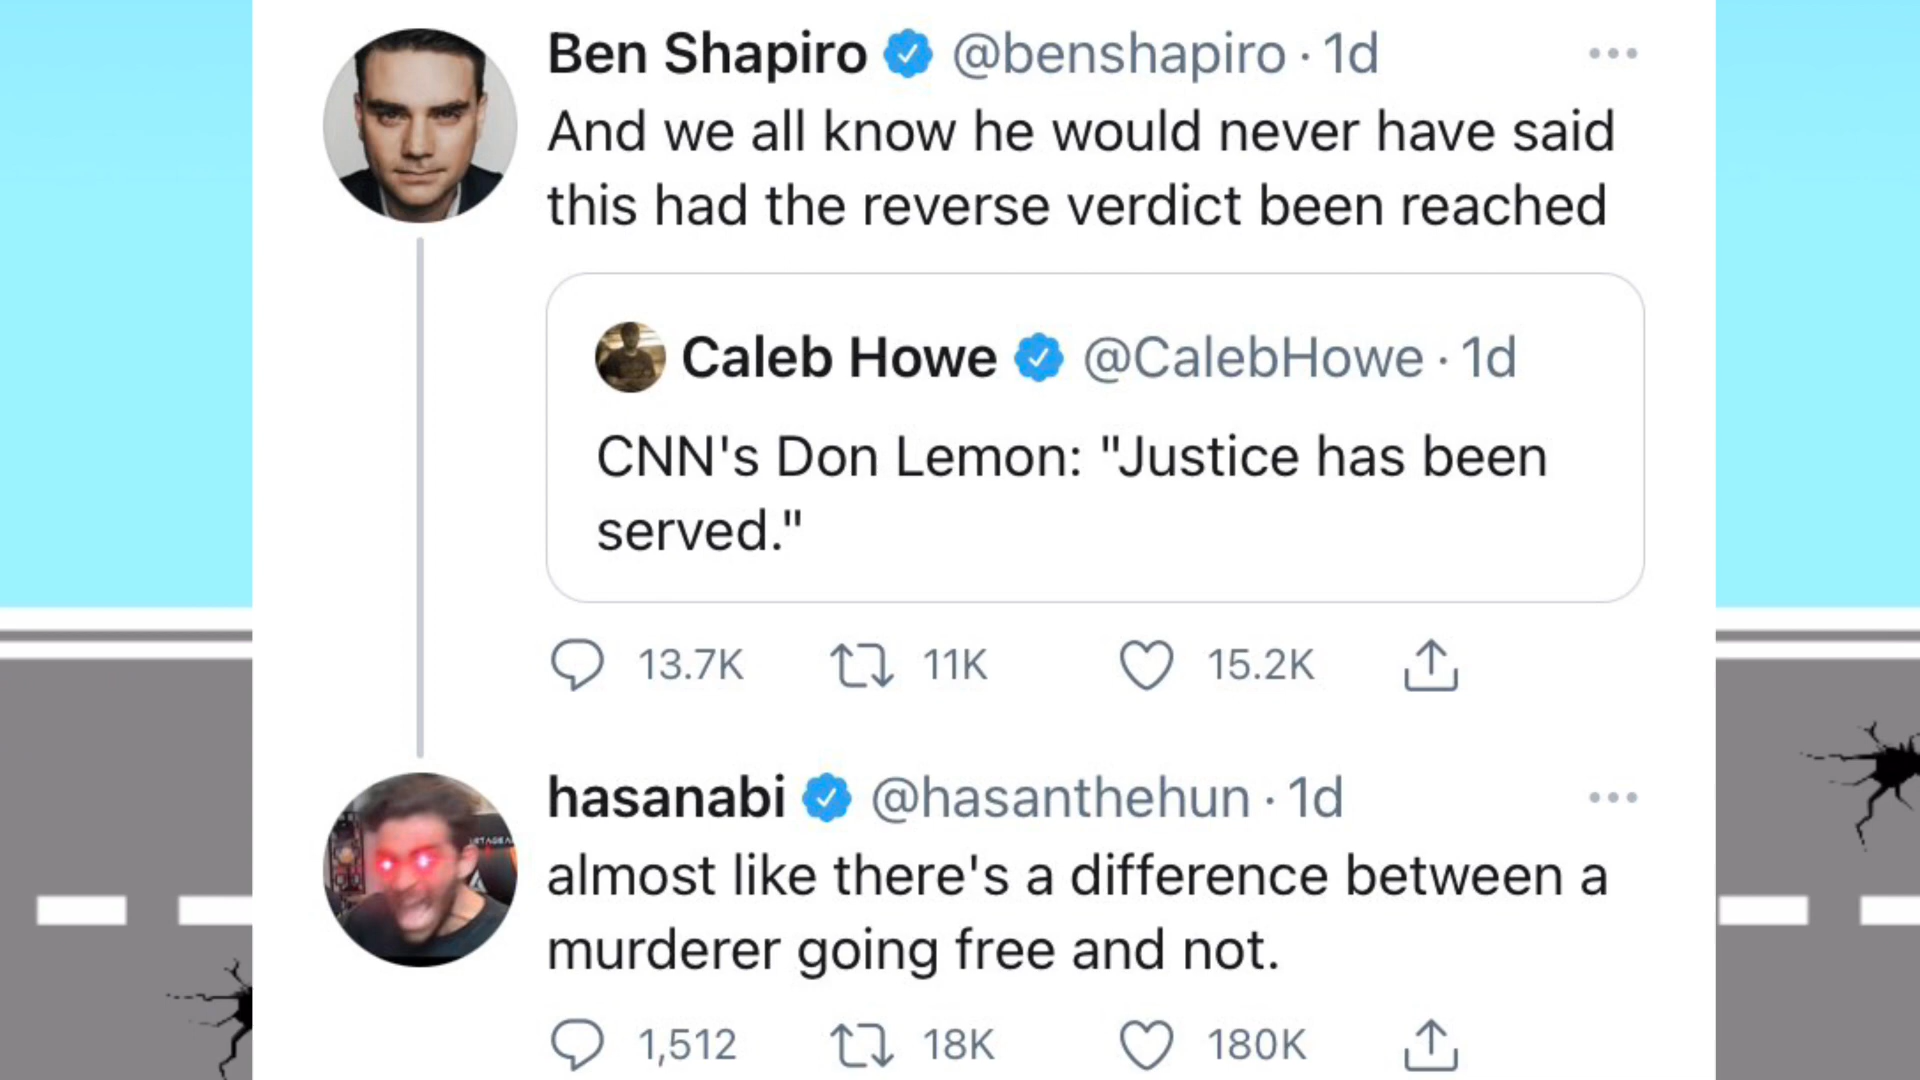 Ben Shapiro @benshapiro · 1d
And we all know he would never have said
this had the reverse verdict been reached
Caleb Howe @CalebHowe · 1d
CNN's Don Lemon: "Justice has been
served."
13.7K 11K 15.2K
hasanabi @hasanthehun · 1d
almost like there's a difference between a
murderer going free and not.
1,512 18K 180K